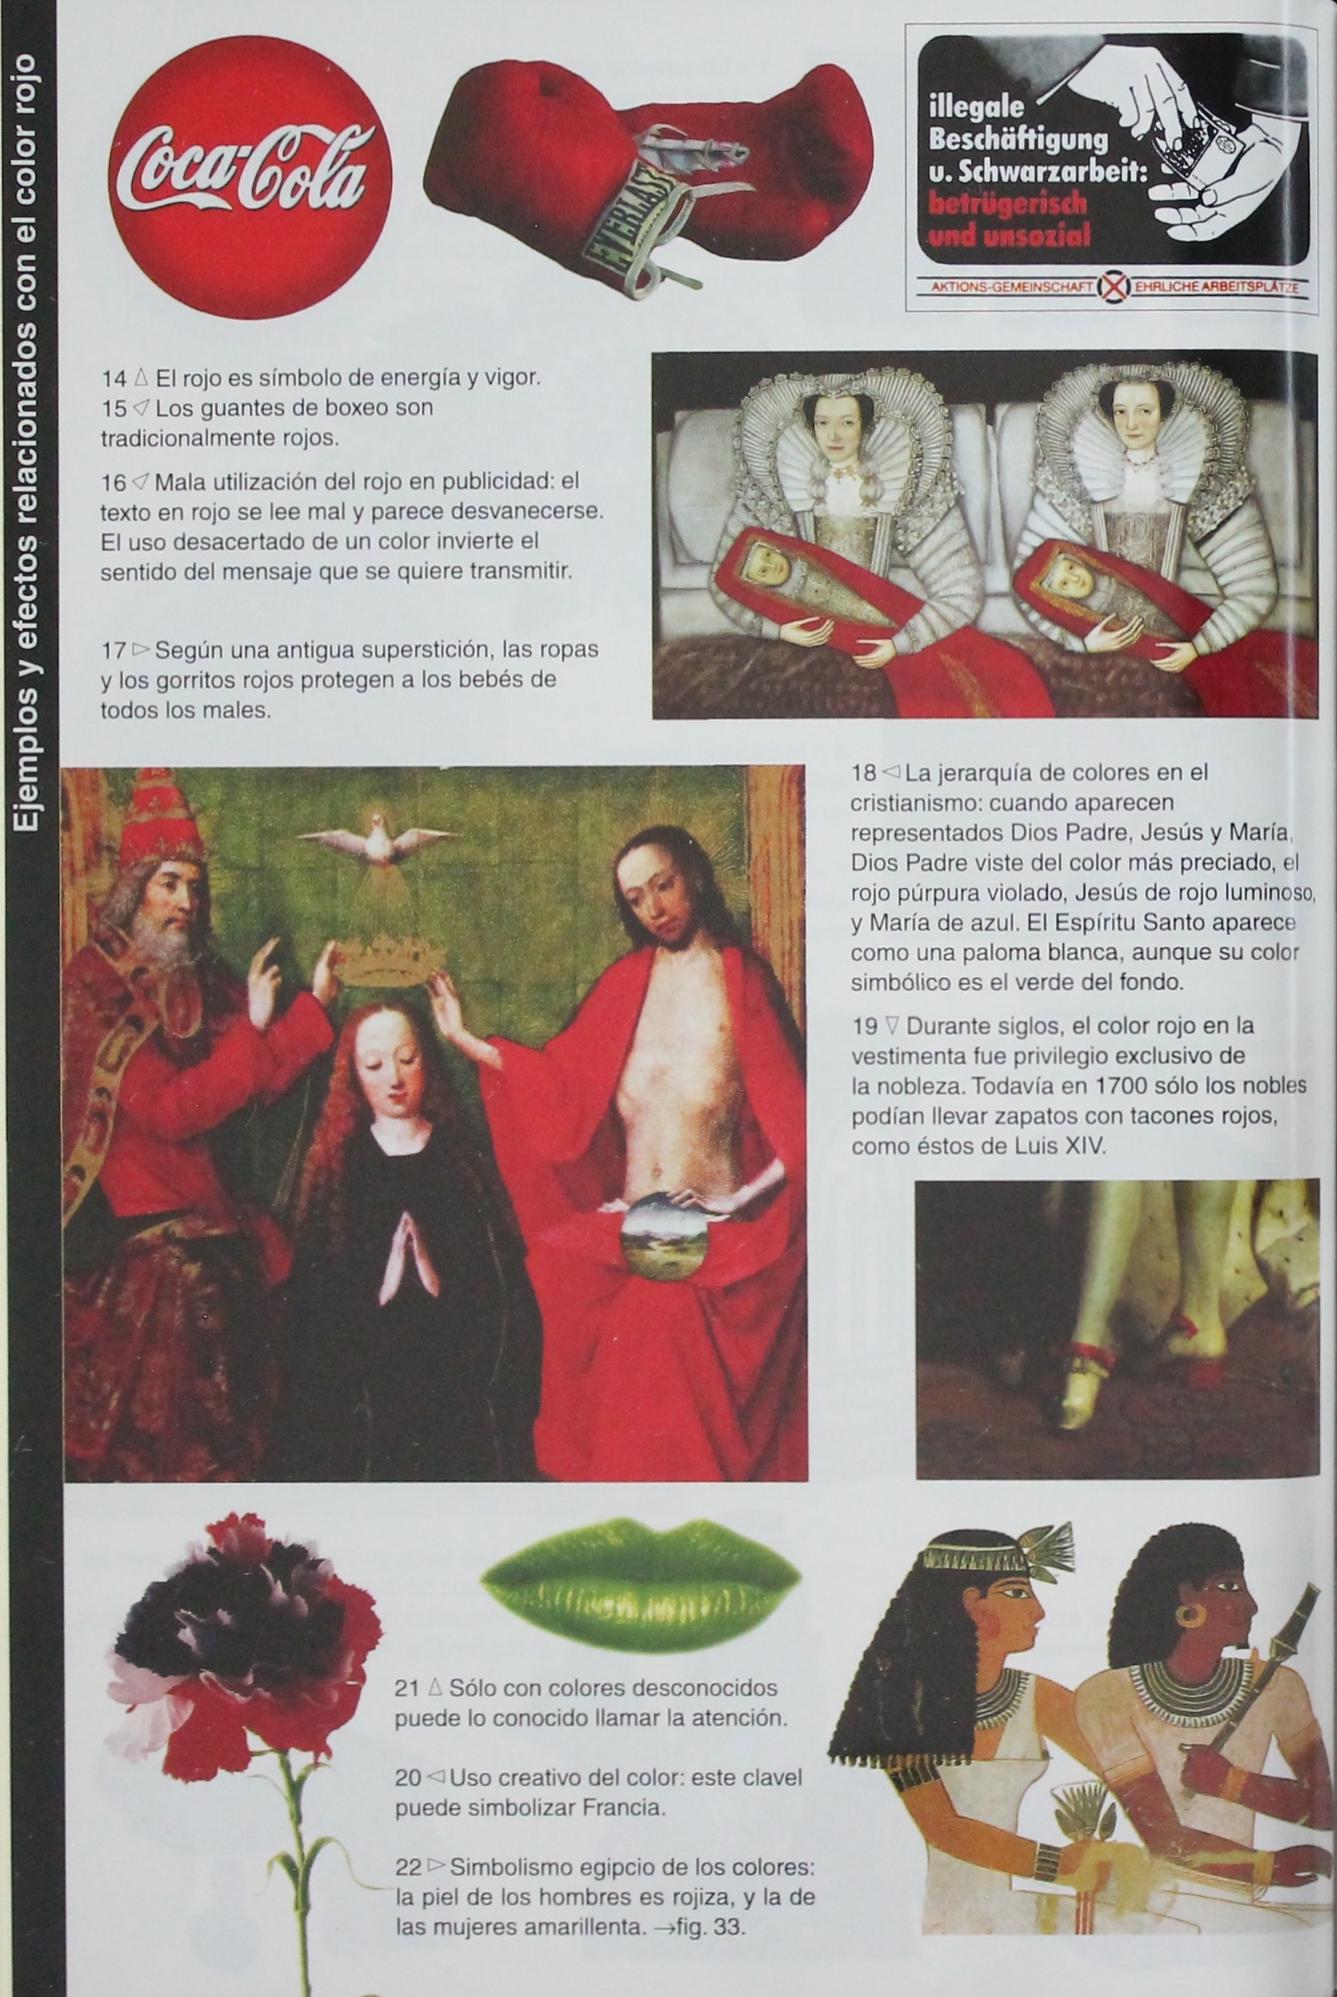 Ejemplos y efectos relacionados con el color rojo
Coca-Cola
EVERLAST
illegale
Beschäftigung
u. Schwarzarbeit:
betrügerisch
und unsozial
AKTIONS-GEMEINSCHAFT EHRLICHE ARBEITSPLÄTZE
14 △ El rojo es símbolo de energía y vigor.
15 ◁ Los guantes de boxeo son
tradicionalmente rojos.
16 ◁ Mala utilización del rojo en publicidad: el
texto en rojo se lee mal y parece desvanecerse.
El uso desacertado de un color invierte el
sentido del mensaje que se quiere transmitir.
17 ▷ Según una antigua superstición, las ropas
y los gorritos rojos protegen a los bebés de
todos los males.
18 ◁ La jerarquía de colores en el
cristianismo: cuando aparecen
representados Dios Padre, Jesús y María,
Dios Padre viste del color más preciado, el
rojo púrpura violado, Jesús de rojo luminoso,
y María de azul. El Espíritu Santo aparece
como una paloma blanca, aunque su color
simbólico es el verde del fondo.
19 ▽ Durante siglos, el color rojo en la
vestimenta fue privilegio exclusivo de
la nobleza. Todavía en 1700 sólo los nobles
podían llevar zapatos con tacones rojos,
como éstos de Luis XIV.
21 △ Sólo con colores desconocidos
puede lo conocido llamar la atención.
20 ◁ Uso creativo del color: este clavel
puede simbolizar Francia.
22 ▷ Simbolismo egipcio de los colores:
la piel de los hombres es rojiza, y la de
las mujeres amarillenta. →fig. 33.